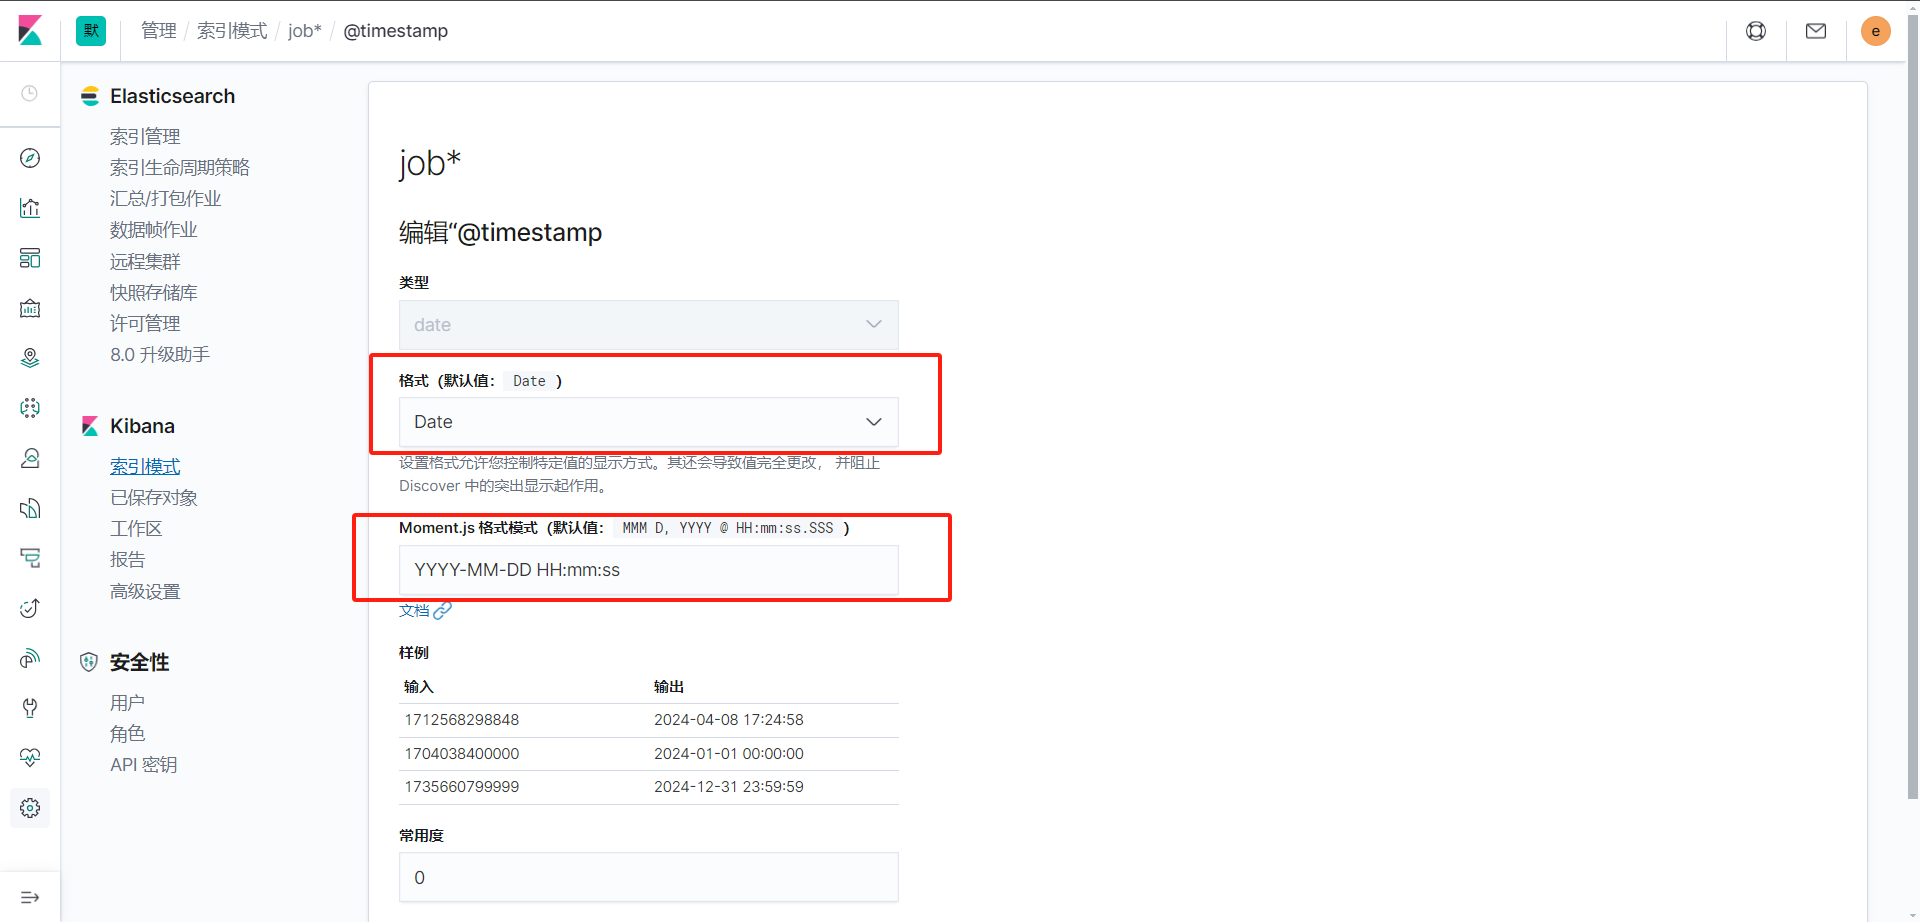 默
管理 / 索引模式 / job* / @timestamp
e
Elasticsearch
索引管理
索引生命周期策略
汇总/打包作业
数据帧作业
远程集群
快照存储库
许可管理
8.0 升级助手
Kibana
索引模式
已保存对象
工作区
报告
高级设置
安全性
用户
角色
API 密钥
job*
编辑“@timestamp
类型
date
格式（默认值： Date ）
Date
设置格式允许您控制特定值的显示方式。其还会导致值完全更改， 并阻止
Discover 中的突出显示起作用。
Moment.js 格式模式（默认值： MMM D, YYYY @ HH:mm:ss.SSS ）
YYYY-MM-DD HH:mm:ss
文档
样例
输入 输出
1712568298848 2024-04-08 17:24:58
1704038400000 2024-01-01 00:00:00
1735660799999 2024-12-31 23:59:59
常用度
0